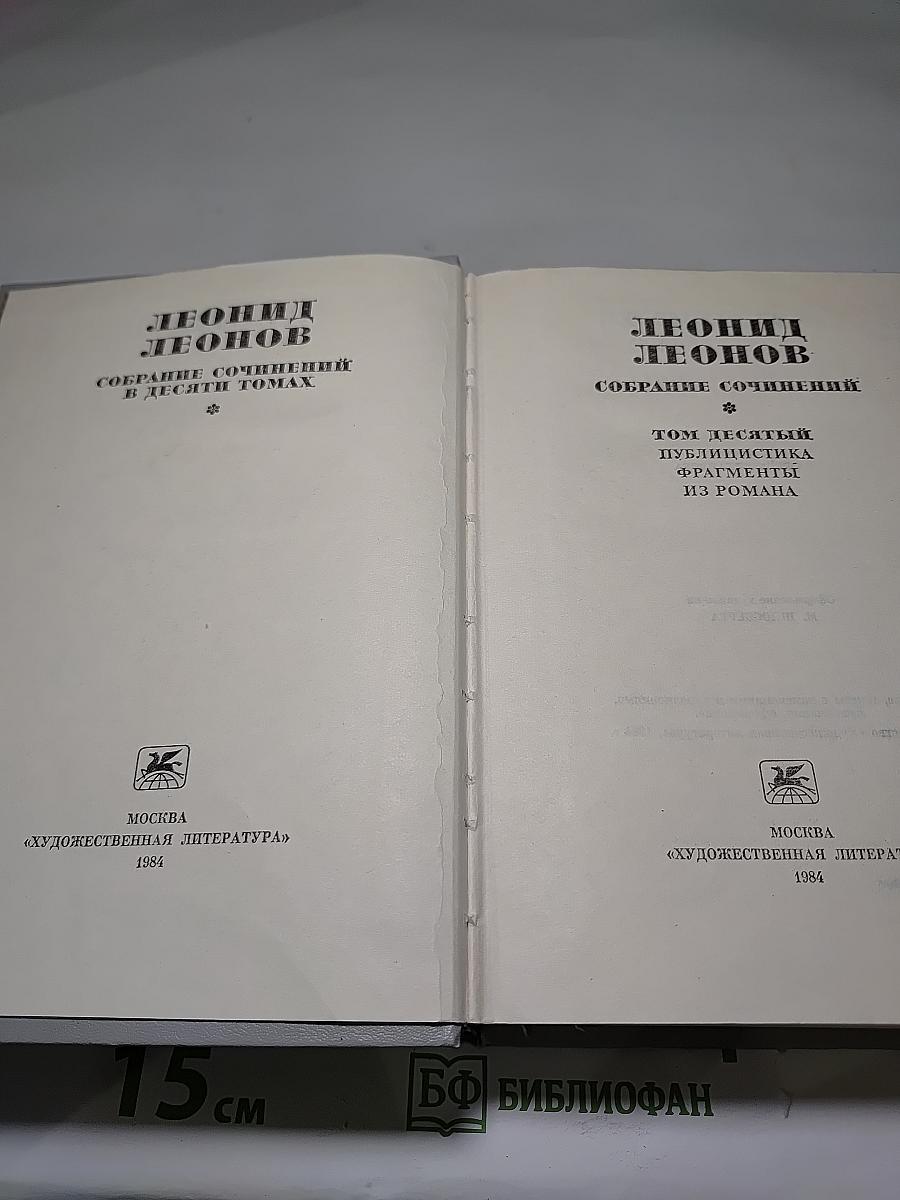 ЛЕОНИД
ЛЕОНОВ
СОБРАНИЕ СОЧИНЕНИЙ
В ДЕСЯТИ ТОМАХ
МОСКВА
«ХУДОЖЕСТВЕННАЯ ЛИТЕРАТУРА»
1984
ЛЕОНИД
ЛЕОНОВ
СОБРАНИЕ СОЧИНЕНИЙ
ТОМ ДЕСЯТЫЙ
ПУБЛИЦИСТИКА
ФРАГМЕНТЫ
ИЗ РОМАНА
МОСКВА
«ХУДОЖЕСТВЕННАЯ ЛИТЕРАТ
1984
15 СМ
БФ БИБЛИОФАН